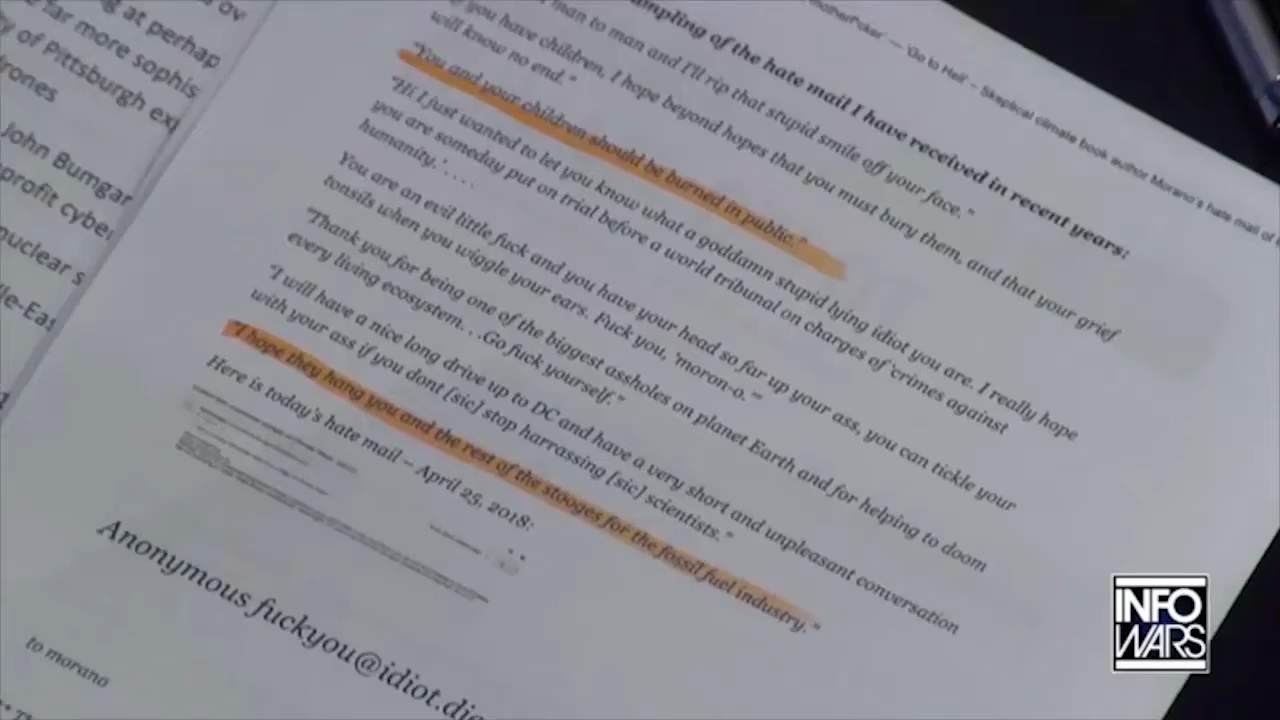 g at perhap
far more sophis
y of Pittsburgh ex
rones
John Bumgar
profit cyber
nuclear s
le-Eas
'Go to Hell' – Skeptical climate book author Morano's hate mail of
mpling of the hate mail I have received in recent years:
man to man and I'll rip that stupid smile off your face."
you have children, I hope beyond hopes that you must bury them, and that your grief
will know no end."
"You and your children should be burned in public."
"Hi I just wanted to let you know what a goddamn stupid lying idiot you are. I really hope
you are someday put on trial before a world tribunal on charges of 'crimes against
humanity.' . . . .
You are an evil little fuck and you have your head so far up your ass, you can tickle your
tonsils when you wiggle your ears. Fuck you, 'moron-o.'"
"Thank you for being one of the biggest assholes on planet Earth and for helping to doom
every living ecosystem. . .Go fuck yourself."
"I will have a nice long drive up to DC and have a very short and unpleasant conversation
with your ass if you dont [sic] stop harrassing [sic] scientists."
"I hope they hang you and the rest of the stooges for the fossil fuel industry."
Here is today's hate mail – April 25, 2018:
Anonymous fuckyou@idiot.die
to morano
INFO
WARS